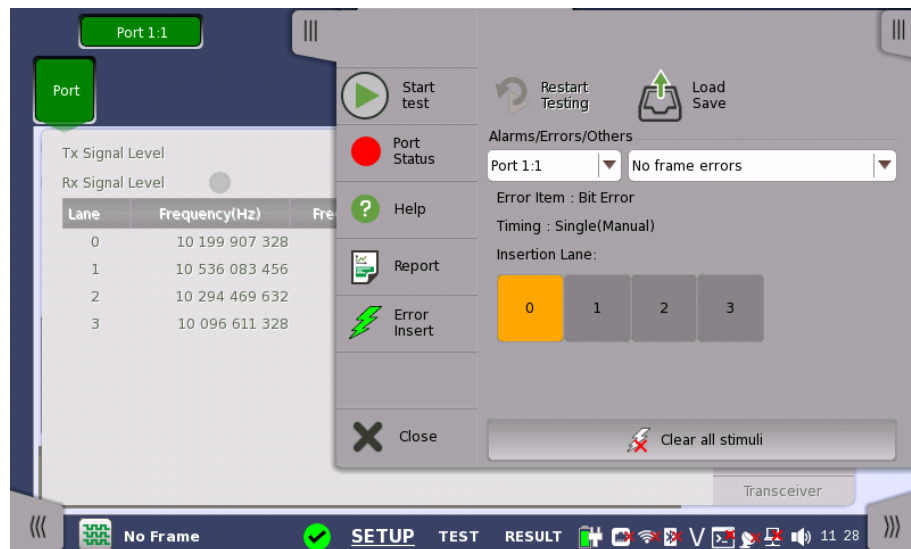 Port 1:1
Port
Tx Signal Level
Rx Signal Level
Lane Frequency(Hz) Fre
0 10 199 907 328
1 10 536 083 456
2 10 294 469 632
3 10 096 611 328
Start
test
Port
Status
Help
Report
Error
Insert
Close
Restart
Testing
Load
Save
Alarms/Errors/Others
Port 1:1 No frame errors
Error Item : Bit Error
Timing : Single(Manual)
Insertion Lane:
0 1 2 3
Clear all stimuli
Transceiver
No Frame SETUP TEST RESULT 11 28